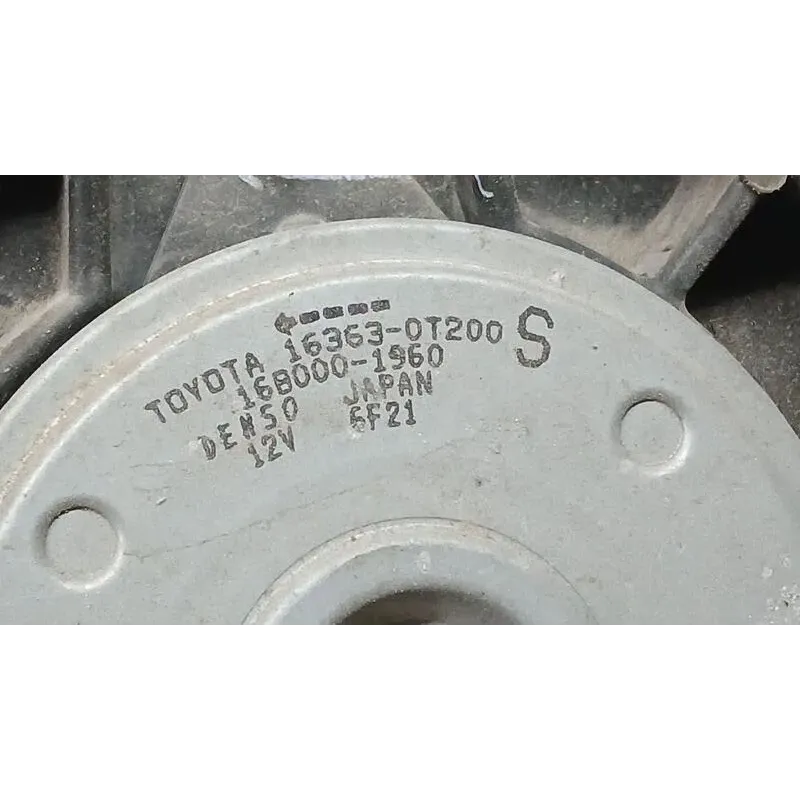 TOYOTA 16363-0T200 S
168000-1960
DENSO JAPAN
12V 6F21